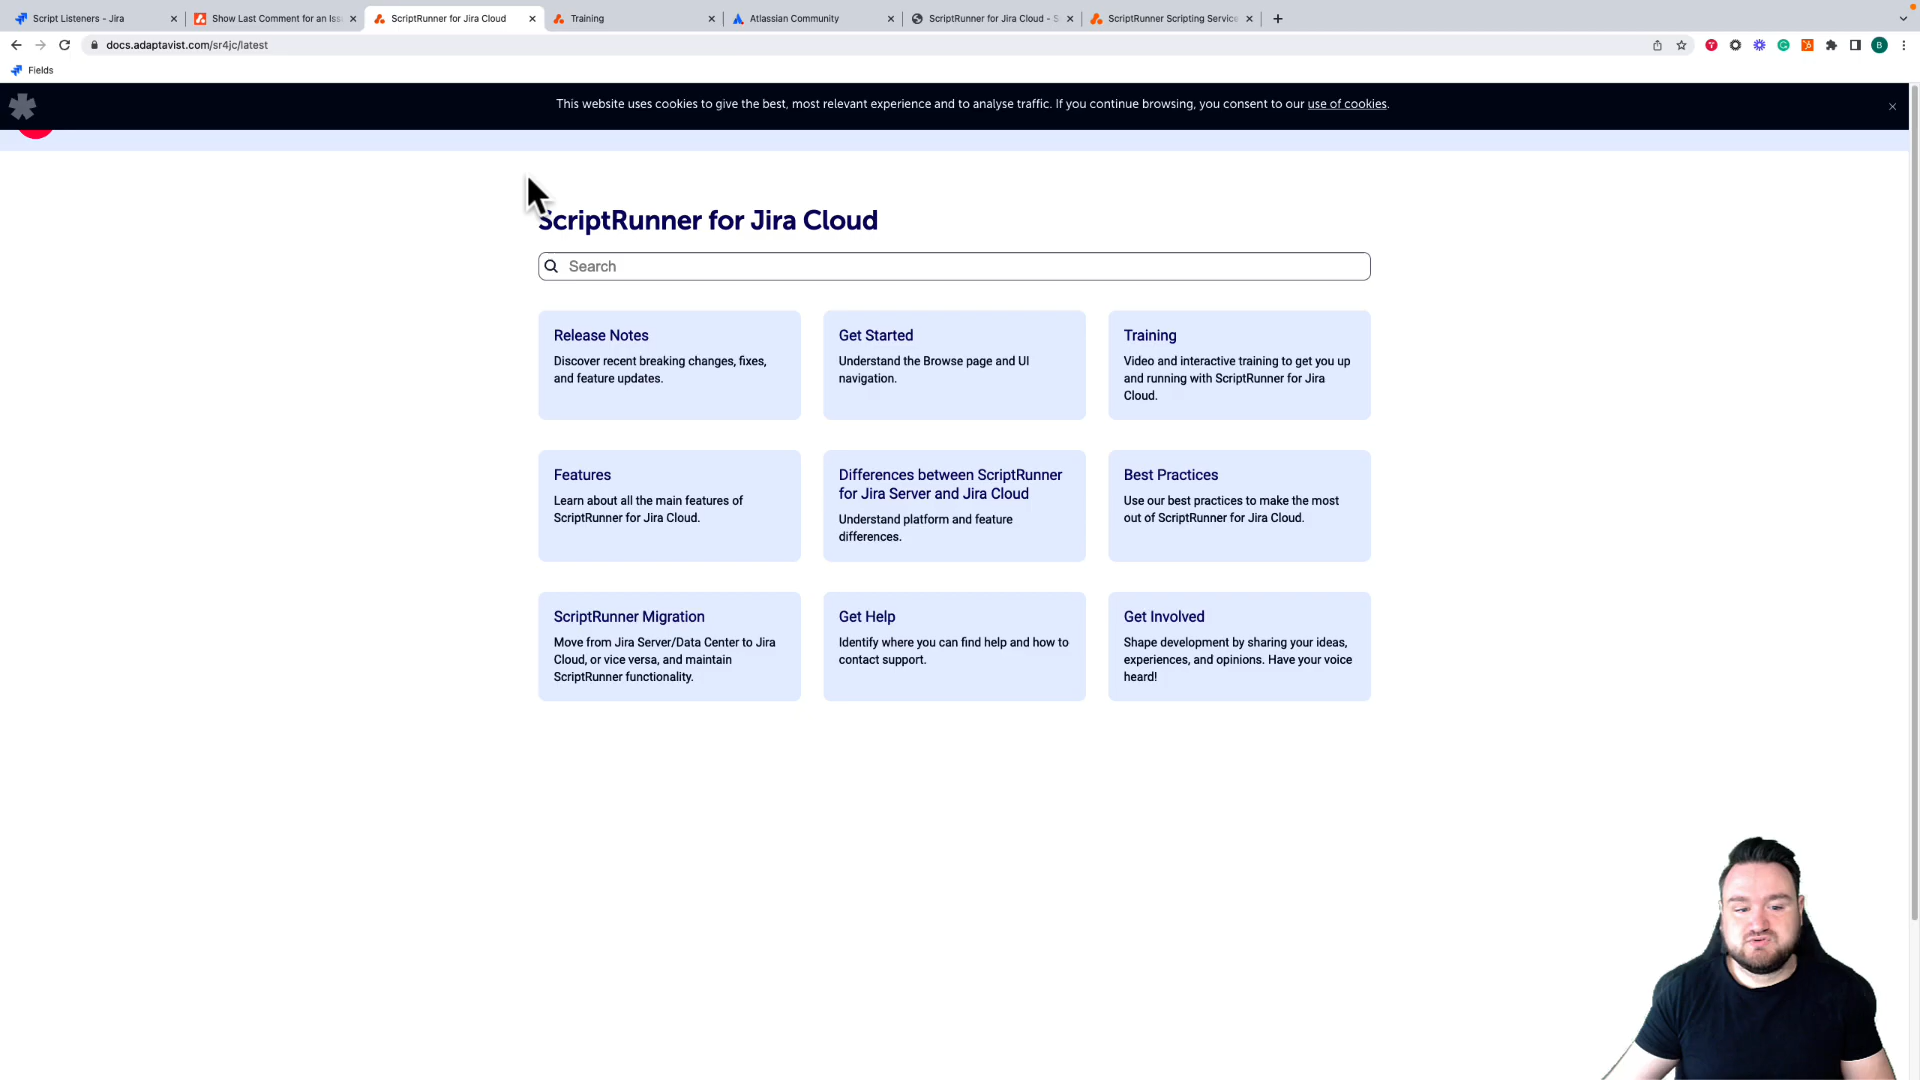 Script Listeners - Jira
Show Last Comment for an Iss
ScriptRunner for Jira Cloud
Training
Atlassian Community
ScriptRunner for Jira Cloud - S
ScriptRunner Scripting Service
docs.adaptavist.com/sr4jc/latest
B
Fields
This website uses cookies to give the best, most relevant experience and to analyse traffic. If you continue browsing, you consent to our use of cookies.
ScriptRunner for Jira Cloud
Search
Release Notes
Discover recent breaking changes, fixes,
and feature updates.
Get Started
Understand the Browse page and UI
navigation.
Training
Video and interactive training to get you up
and running with ScriptRunner for Jira
Cloud.
Features
Learn about all the main features of
ScriptRunner for Jira Cloud.
Differences between ScriptRunner
for Jira Server and Jira Cloud
Understand platform and feature
differences.
Best Practices
Use our best practices to make the most
out of ScriptRunner for Jira Cloud.
ScriptRunner Migration
Move from Jira Server/Data Center to Jira
Cloud, or vice versa, and maintain
ScriptRunner functionality.
Get Help
Identify where you can find help and how to
contact support.
Get Involved
Shape development by sharing your ideas,
experiences, and opinions. Have your voice
heard!